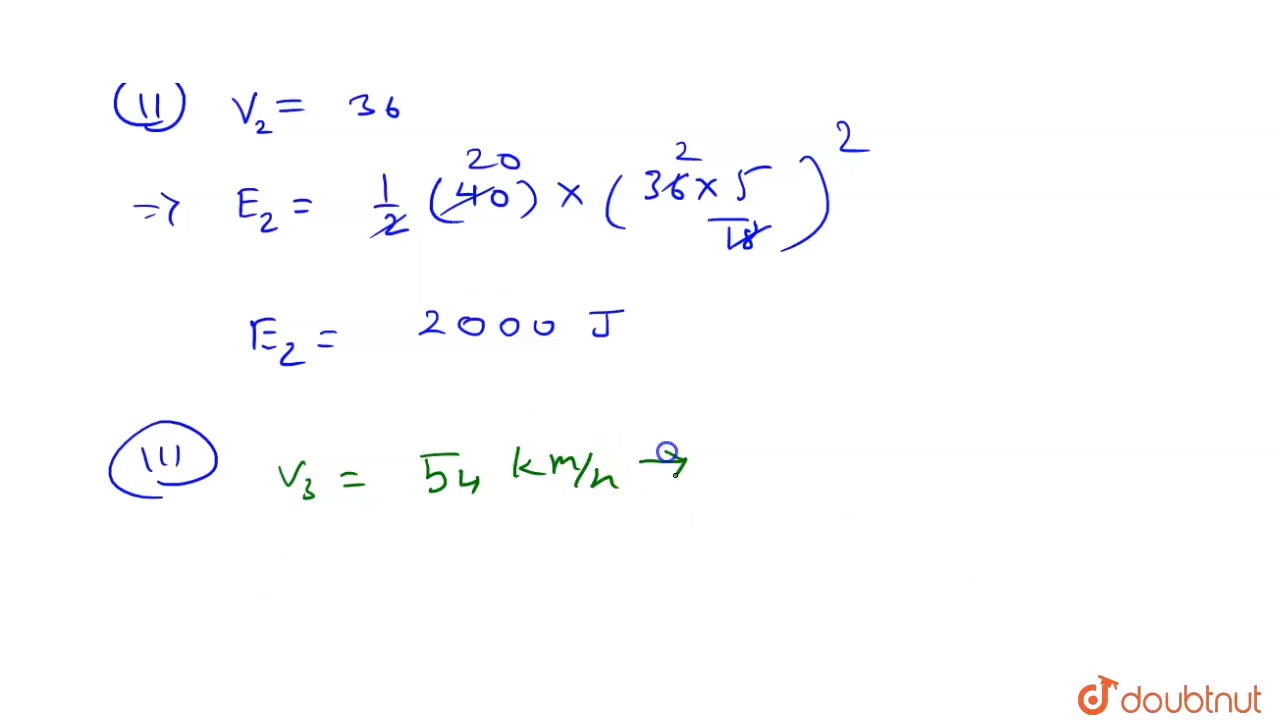 (II) V₂ = 36
⇒ E₂ = 1/2 (40) × (36 × 5/18)²
20 2
E₂ = 2000 J
(III) V₃ = 54 km/h →
doubtnut